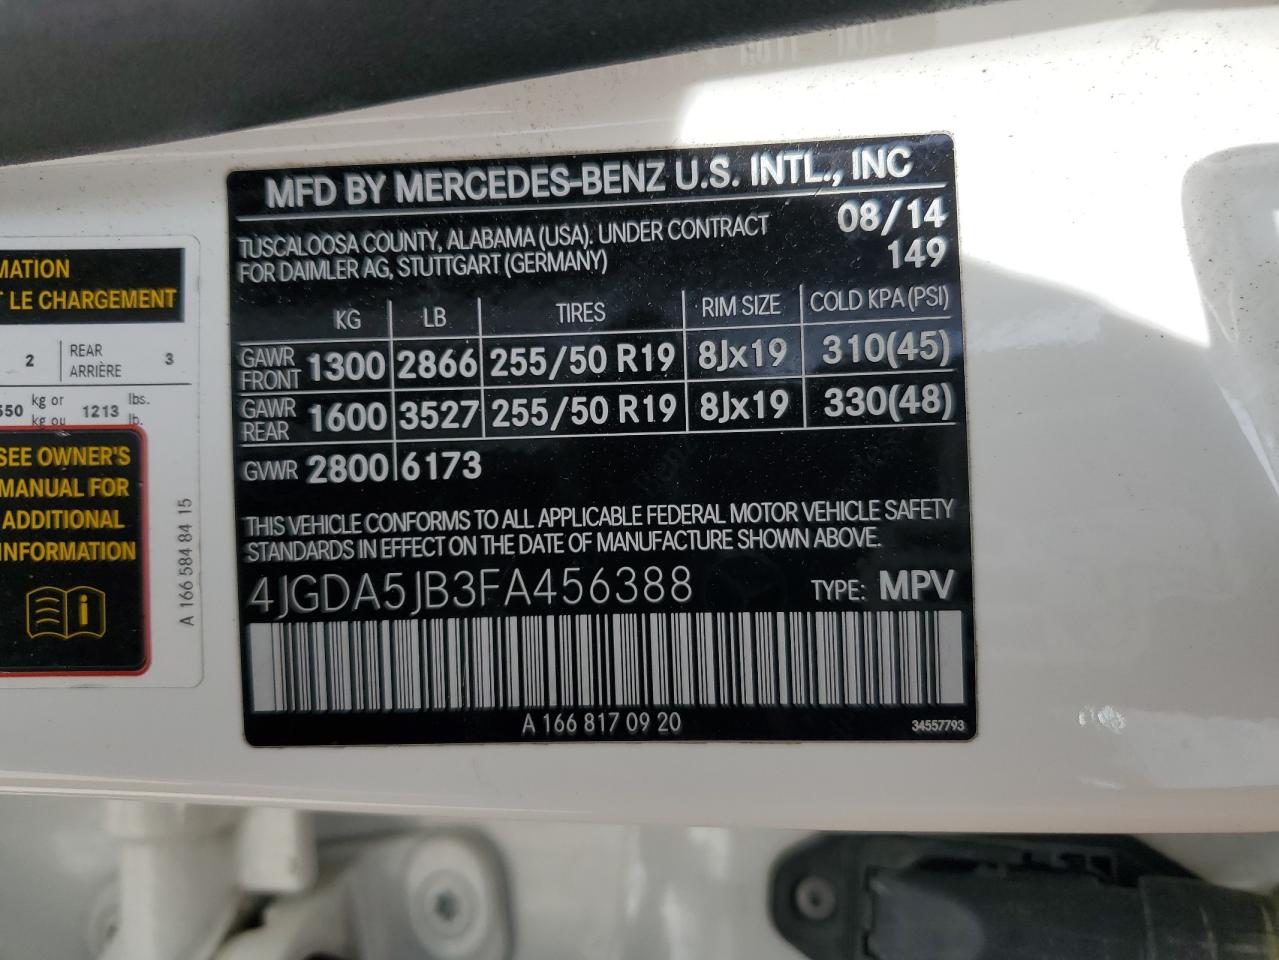 MFD BY MERCEDES-BENZ U.S. INTL., INC
TUSCALOOSA COUNTY, ALABAMA (USA). UNDER CONTRACT 08/14
FOR DAIMLER AG, STUTTGART (GERMANY) 149
KG LB TIRES RIM SIZE COLD KPA (PSI)
GAWR FRONT 1300 2866 255/50 R19 8Jx19 310(45)
GAWR REAR 1600 3527 255/50 R19 8Jx19 330(48)
GVWR 2800 6173
THIS VEHICLE CONFORMS TO ALL APPLICABLE FEDERAL MOTOR VEHICLE SAFETY
STANDARDS IN EFFECT ON THE DATE OF MANUFACTURE SHOWN ABOVE.
4JGDA5JB3FA456388 TYPE: MPV
A 166 817 09 20 34557793
MATION
T LE CHARGEMENT
2 REAR ARRIÈRE 3
550 kg or kg ou 1213 lbs. lb.
SEE OWNER'S
MANUAL FOR
ADDITIONAL
INFORMATION
i
A 166 584 84 15